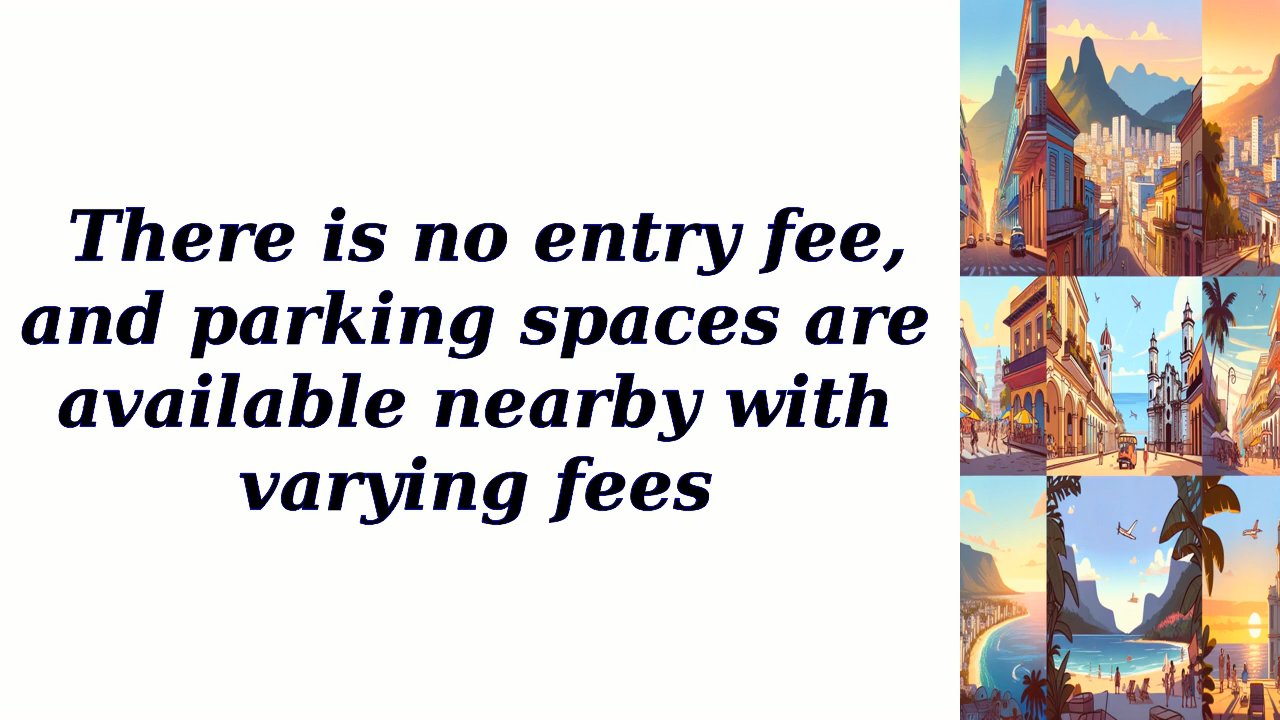 There is no entry fee,
and parking spaces are
available nearby with
varying fees